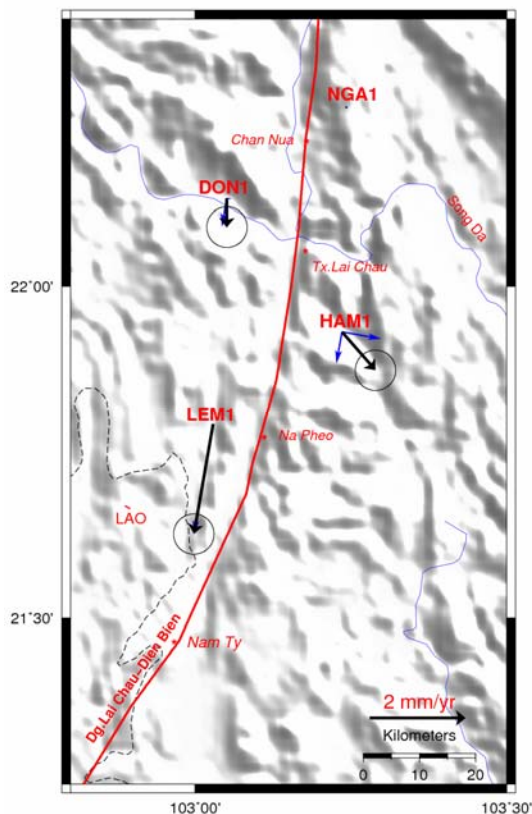 NGA1
Chan Nua
DON1
Song Da
Tx.Lai Chau
22°00'
HAM1
LEM1
Na Pheo
LÀO
21°30'
Nam Ty
Dg.Lai Chau-Dien Bien
2 mm/yr
Kilometers
0 10 20
103°00' 103°30'